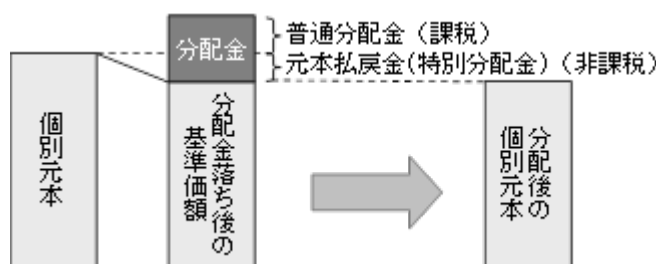 分配金
普通分配金（課税）
元本払戻金(特別分配金)（非課税）
個別元本
分配金落ち後の
基準価額
分配後の
個別元本